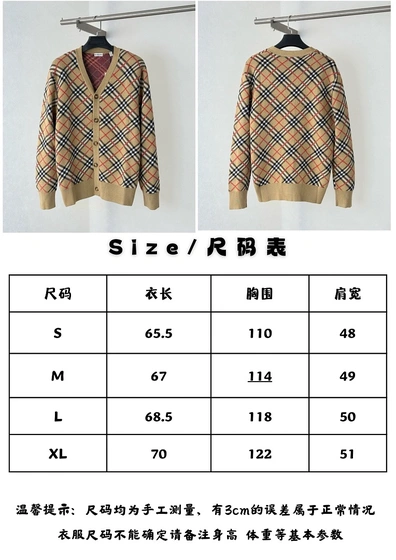 Size/尺码表
尺码 衣长 胸围 肩宽
S 65.5 110 48
M 67 114 49
L 68.5 118 50
XL 70 122 51
温馨提示：尺码均为手工测量、有3cm的误差属于正常情况
衣服尺码不能确定请备注身高 体重等基本参数